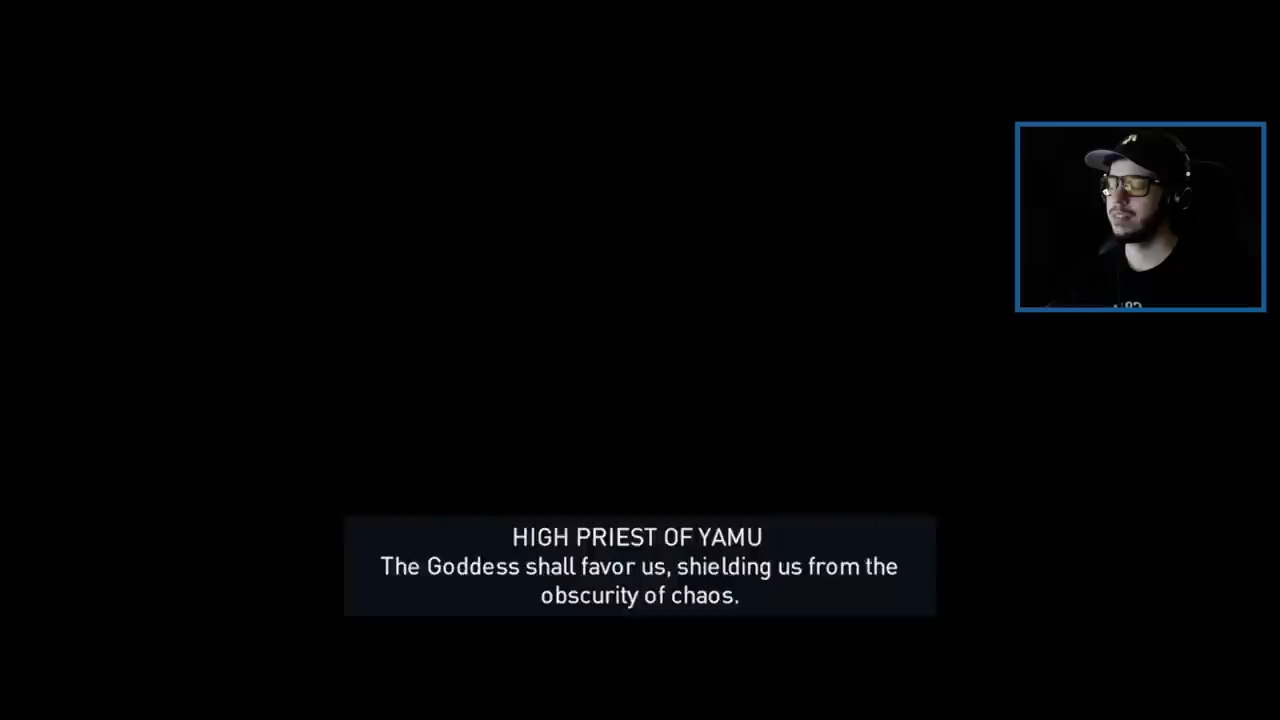 HIGH PRIEST OF YAMU
The Goddess shall favor us, shielding us from the
obscurity of chaos.